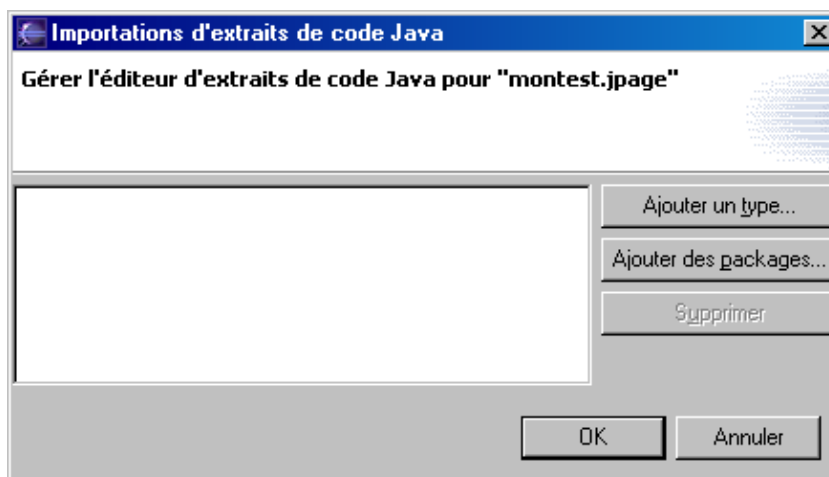 Importations d'extraits de code Java
Gérer l'éditeur d'extraits de code Java pour "montest.jpage"
Ajouter un type...
Ajouter des packages...
Supprimer
OK
Annuler